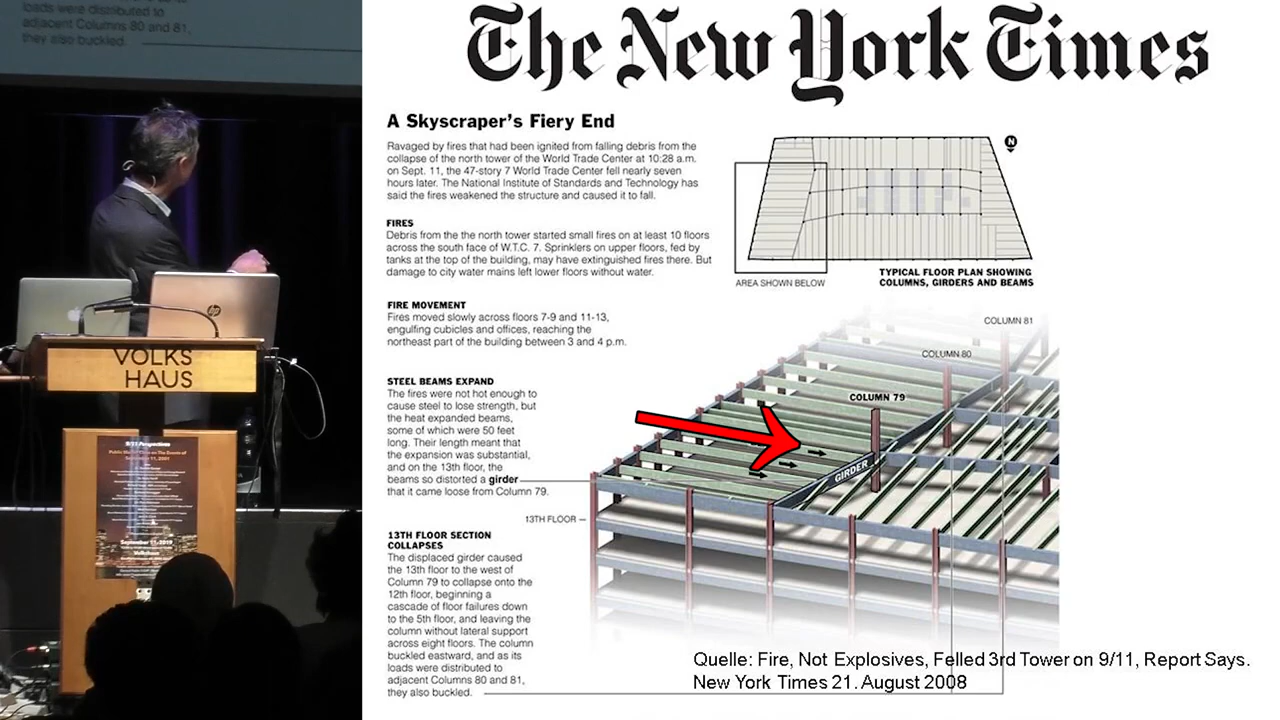 loads were distributed to
adjacent Columns 80 and 81,
they also buckled.
VOLKS
HAUS
9/11 Perspectives
September 11, 2001
September 11-2019
Volkshaus
The New York Times
A Skyscraper's Fiery End
Ravaged by fires that had been ignited from falling debris from the
collapse of the north tower of the World Trade Center at 10:28 a.m.
on Sept. 11, the 47-story 7 World Trade Center fell nearly seven
hours later. The National Institute of Standards and Technology has
said the fires weakened the structure and caused it to fall.
FIRES
Debris from the the north tower started small fires on at least 10 floors
across the south face of W.T.C. 7. Sprinklers on upper floors, fed by
tanks at the top of the building, may have extinguished fires there. But
damage to city water mains left lower floors without water.
FIRE MOVEMENT
Fires moved slowly across floors 7-9 and 11-13,
engulfing cubicles and offices, reaching the
northeast part of the building between 3 and 4 p.m.
STEEL BEAMS EXPAND
The fires were not hot enough to
cause steel to lose strength, but
the heat expanded beams,
some of which were 50 feet
long. Their length meant that
the expansion was substantial,
and on the 13th floor, the
beams so distorted a girder
that it came loose from Column 79.
13TH FLOOR
13TH FLOOR SECTION
COLLAPSES
The displaced girder caused
the 13th floor to the west of
Column 79 to collapse onto the
12th floor, beginning a
cascade of floor failures down
to the 5th floor, and leaving the
column without lateral support
across eight floors. The column
buckled eastward, and as its
loads were distributed to
adjacent Columns 80 and 81,
they also buckled.
N
AREA SHOWN BELOW
TYPICAL FLOOR PLAN SHOWING
COLUMNS, GIRDERS AND BEAMS
COLUMN 81
COLUMN 80
COLUMN 79
GIRDER
Quelle: Fire, Not Explosives, Felled 3rd Tower on 9/11, Report Says.
New York Times 21. August 2008
hp